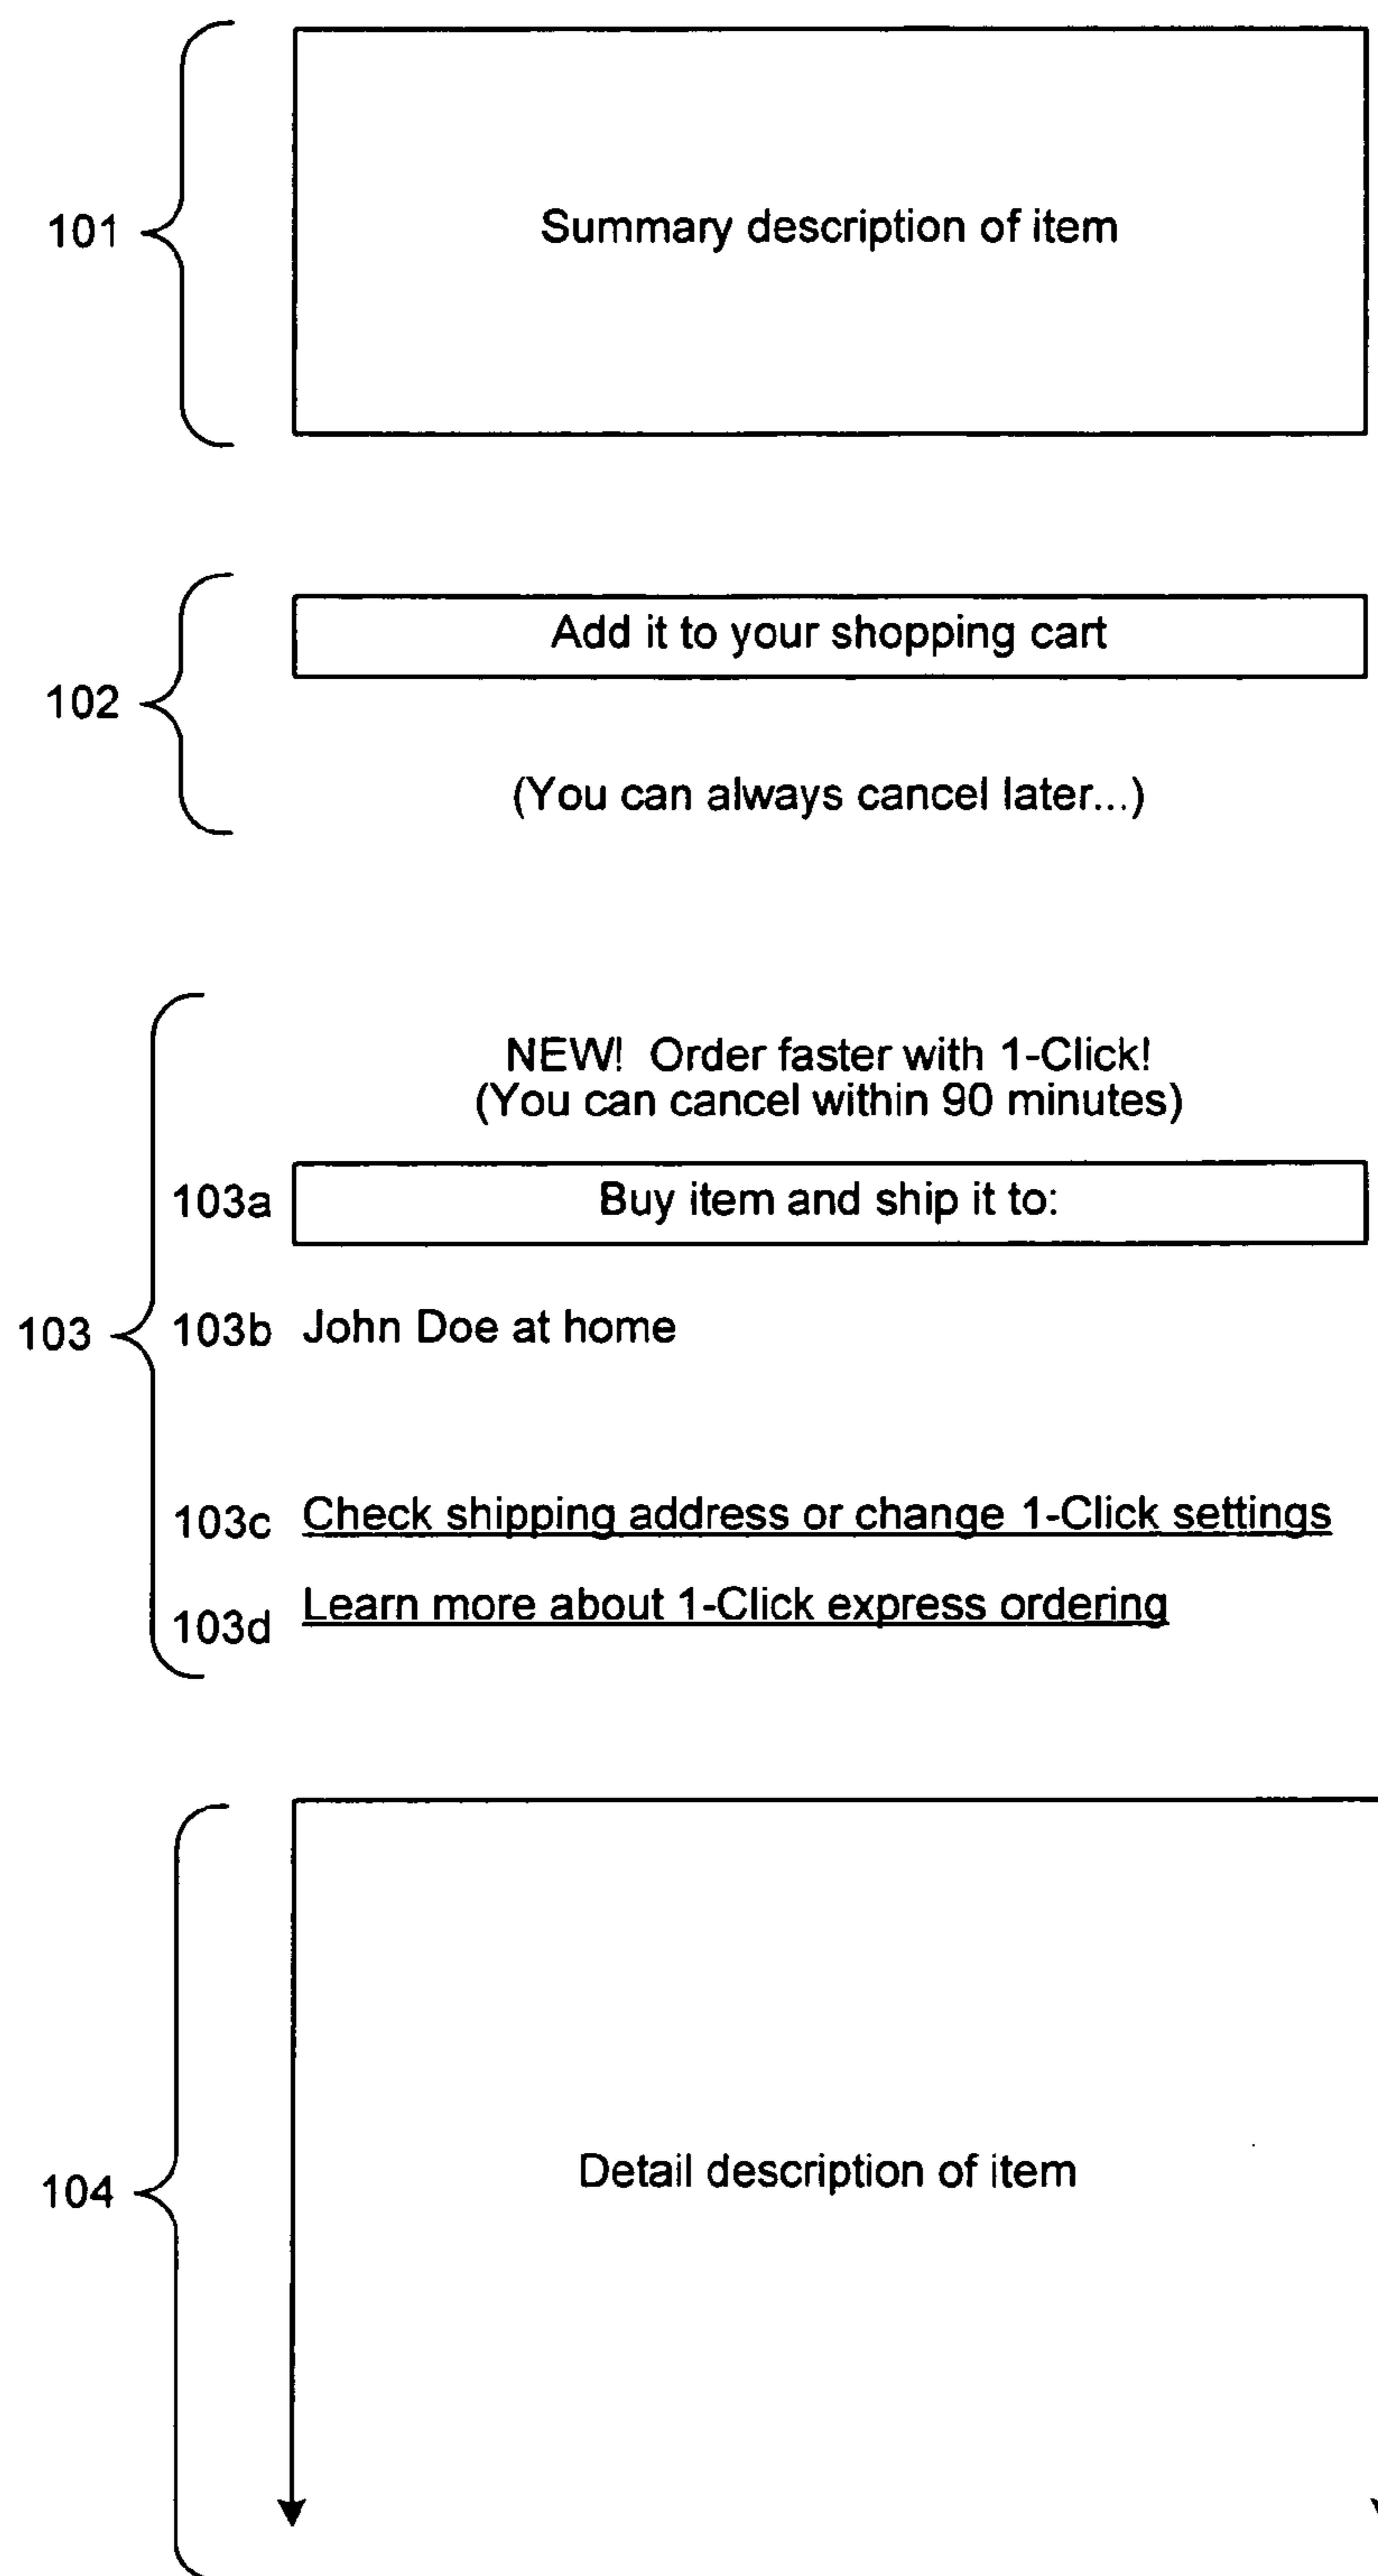 101
Summary description of item
102
Add it to your shopping cart
(You can always cancel later...)
103
NEW!  Order faster with 1-Click!
(You can cancel within 90 minutes)
103a Buy item and ship it to:
103b John Doe at home
103c Check shipping address or change 1-Click settings
103d Learn more about 1-Click express ordering
104
Detail description of item